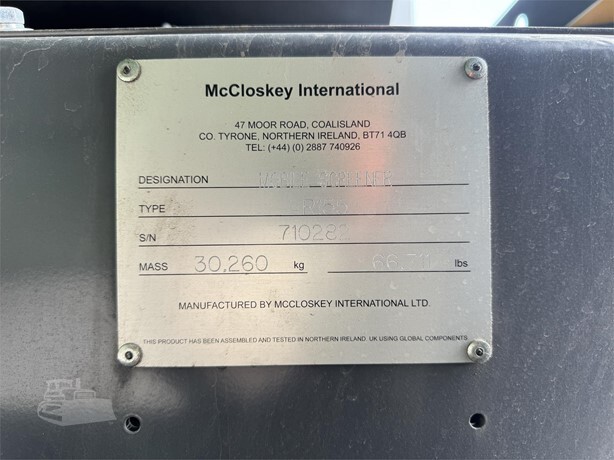 McCloskey International
47 MOOR ROAD, COALISLAND
CO. TYRONE, NORTHERN IRELAND, BT71 4QB
TEL: (+44) (0) 2887 740926
DESIGNATION
TYPE
S/N 710282
MASS 30,260 kg lbs
MANUFACTURED BY MCCLOSKEY INTERNATIONAL LTD.
THIS PRODUCT HAS BEEN ASSEMBLED AND TESTED IN NORTHERN IRELAND. UK USING GLOBAL COMPONENTS